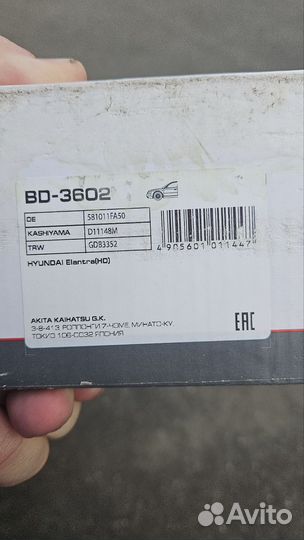 BD-3602
OE 581011FA50
KASHIYAMA D11148M
TRW GDB3352
4905601011447
HYUNDAI Elantra(HD)
AKITA KAIHATSU G.K.
3-8-413, РОППОНГИ 7-ЧОМЕ, МИНАТО-КУ,
ТОКИО 106-0032 ЯПОНИЯ
EAC
Avito